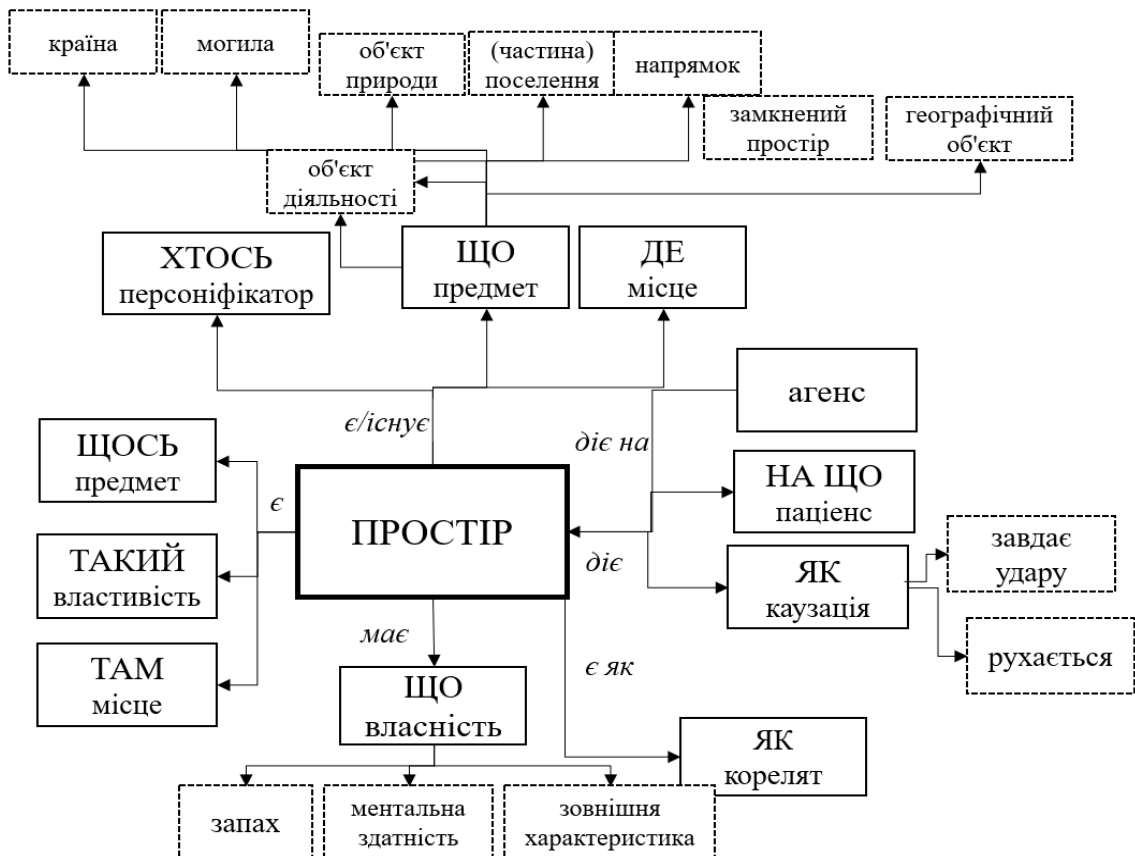 країна
могила
об'єкт
природи
(частина)
поселення
напрямок
замкнений
простір
географічний
об'єкт
об'єкт
діяльності
ХТОСЬ
персоніфікатор
ЩО
предмет
ДЕ
місце
агенс
є/існує
діє на
ЩОСЬ
предмет
є
ПРОСТІР
НА ЩО
пацієнс
ТАКИЙ
властивість
діє
ЯК
каузація
завдає
удару
ТАМ
місце
має
є як
рухається
ЩО
власність
ЯК
корелят
запах
ментальна
здатність
зовнішня
характеристика